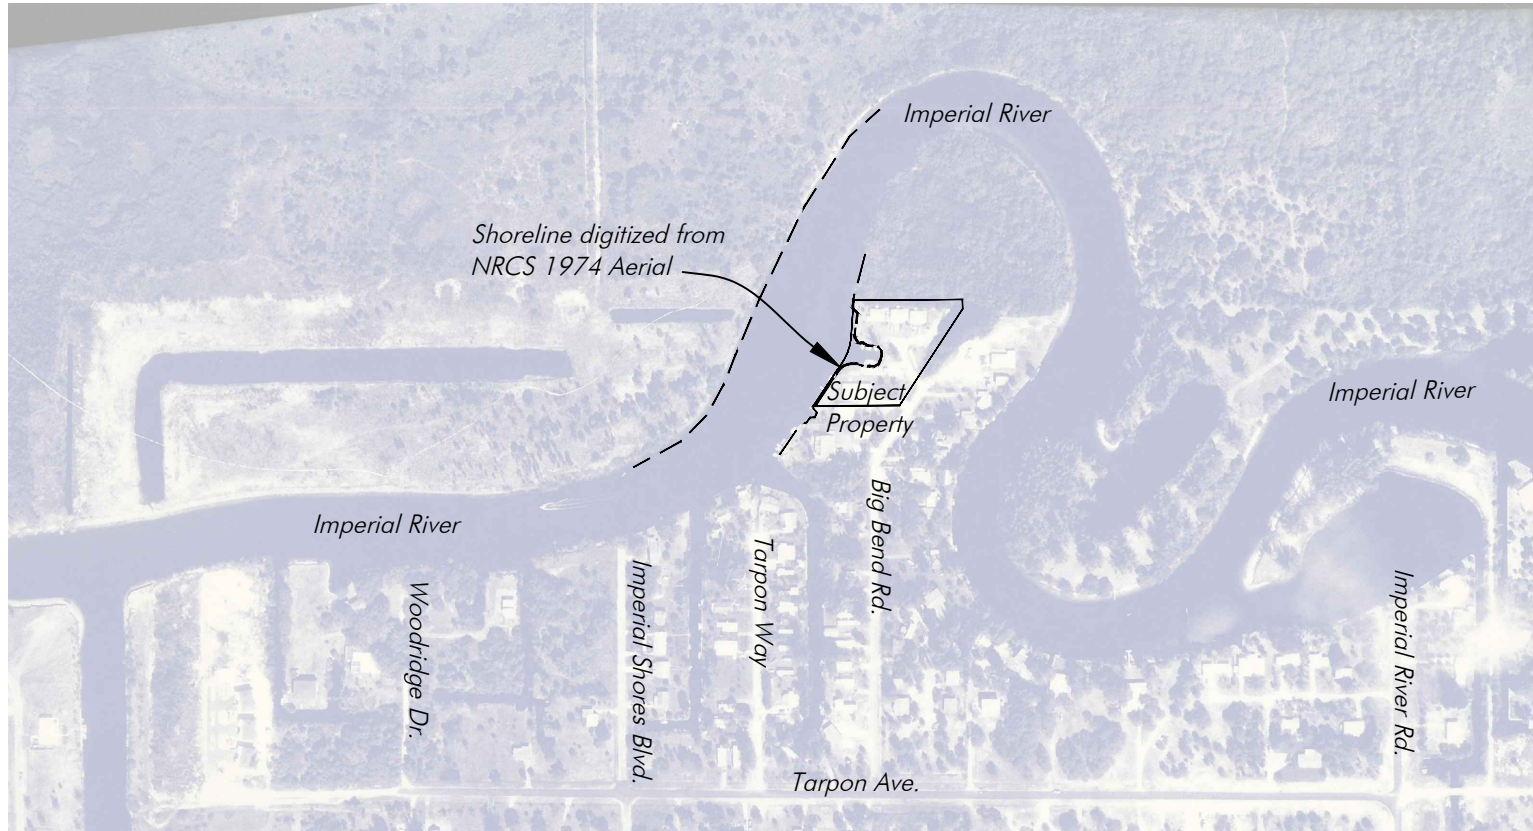 Imperial River
Shoreline digitized from
NRCS 1974 Aerial
Imperial River
Subject
Property
Imperial River
Big Bend Rd.
Tarpon Way
Imperial Shores Blvd.
Woodridge Dr.
Imperial River Rd.
Tarpon Ave.